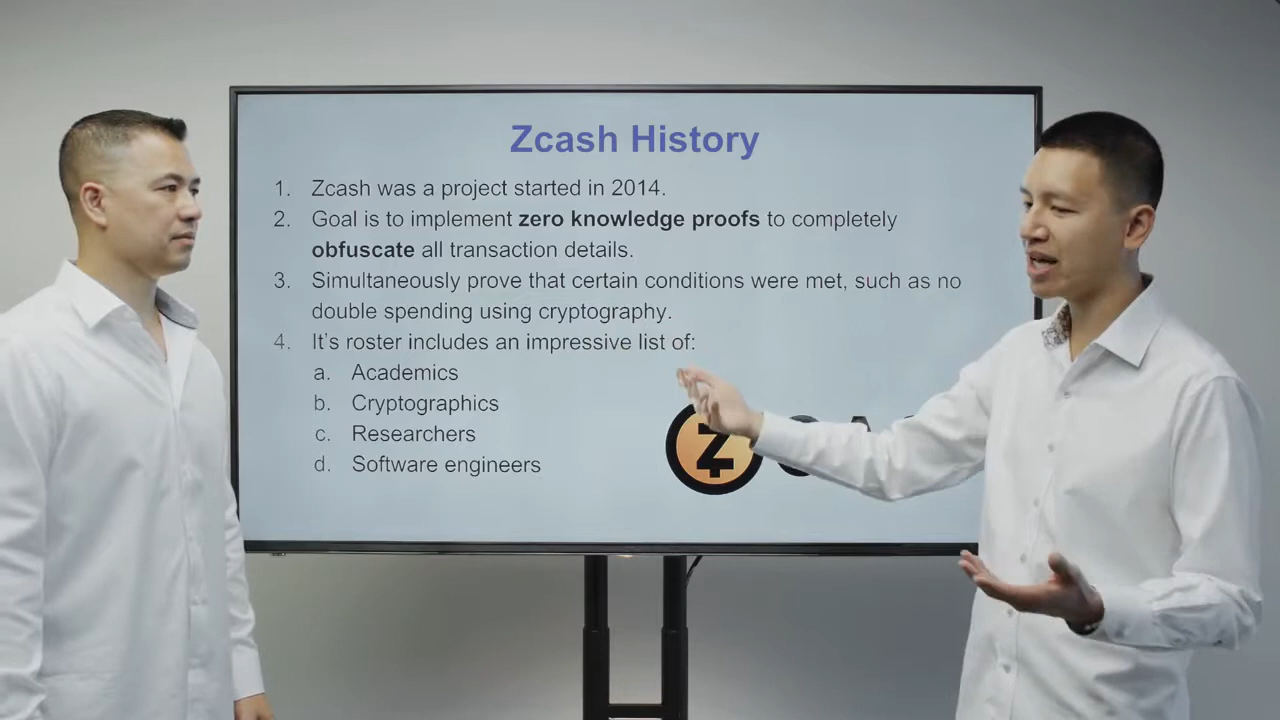 Zcash History
1. Zcash was a project started in 2014.
2. Goal is to implement zero knowledge proofs to completely
obfuscate all transaction details.
3. Simultaneously prove that certain conditions were met, such as no
double spending using cryptography.
4. It's roster includes an impressive list of:
a. Academics
b. Cryptographics
c. Researchers
d. Software engineers